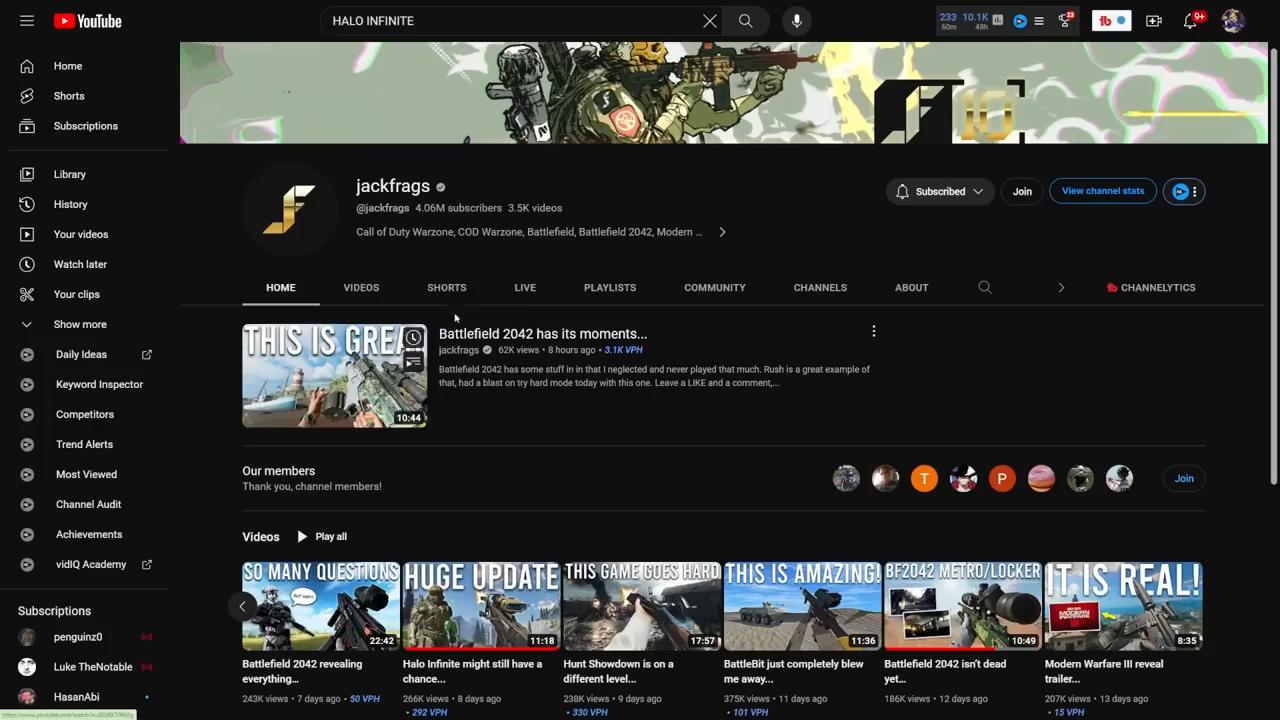 YouTube
HALO INFINITE
233 10.1K
60m 48h
23
tb
9+
Home
Shorts
Subscriptions
Library
History
Your videos
Watch later
Your clips
Show more
Daily Ideas
Keyword Inspector
Competitors
Trend Alerts
Most Viewed
Channel Audit
Achievements
vidIQ Academy
Subscriptions
penguinz0
Luke TheNotable
HasanAbi
jackfrags
@jackfrags 4.06M subscribers 3.5K videos
Call of Duty Warzone, COD Warzone, Battlefield, Battlefield 2042, Modern ...
Subscribed
Join
View channel stats
HOME VIDEOS SHORTS LIVE PLAYLISTS COMMUNITY CHANNELS ABOUT CHANNELYTICS
THIS IS GREA
10:44
Battlefield 2042 has its moments...
jackfrags 62K views • 8 hours ago • 3.1K VPH
Battlefield 2042 has some stuff in in that I neglected and never played that much. Rush is a great example of
that, had a blast on try hard mode today with this one. Leave a LIKE and a comment,...
Our members
Thank you, channel members!
T
P
Join
Videos Play all
SO MANY QUESTIONS
22:42
Battlefield 2042 revealing
everything...
243K views • 7 days ago • 50 VPH
HUGE UPDATE
11:18
Halo Infinite might still have a
chance...
266K views • 8 days ago
• 292 VPH
THIS GAME GOES HARD
17:57
Hunt Showdown is on a
different level...
238K views • 9 days ago
• 330 VPH
THIS IS AMAZING!
11:36
BattleBit just completely blew
me away...
375K views • 11 days ago
• 101 VPH
BF2042 METRO/LOCKER
10:49
Battlefield 2042 isn't dead
yet...
186K views • 12 days ago
IT IS REAL!
8:35
Modern Warfare III reveal
trailer...
207K views • 13 days ago
• 15 VPH